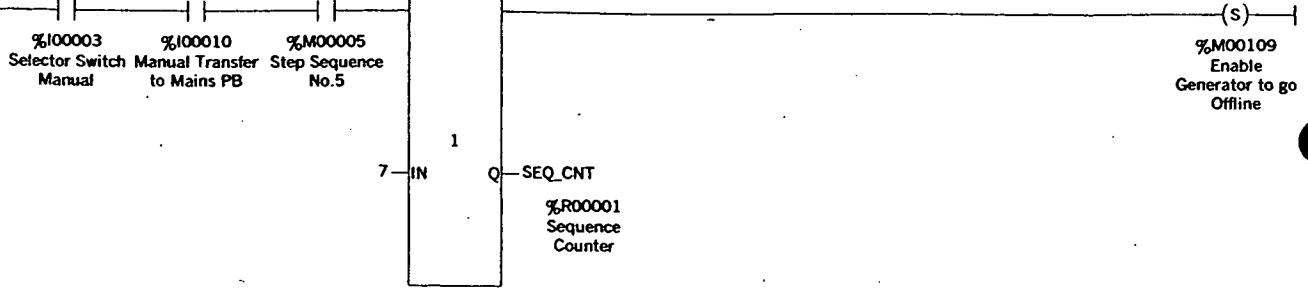 (S)
%I00003 %I00010 %M00005 %M00109
Selector Switch Manual Transfer Step Sequence Enable
Manual to Mains PB No.5 Generator to go
Offline
1
7 IN Q SEQ_CNT
%R00001
Sequence
Counter